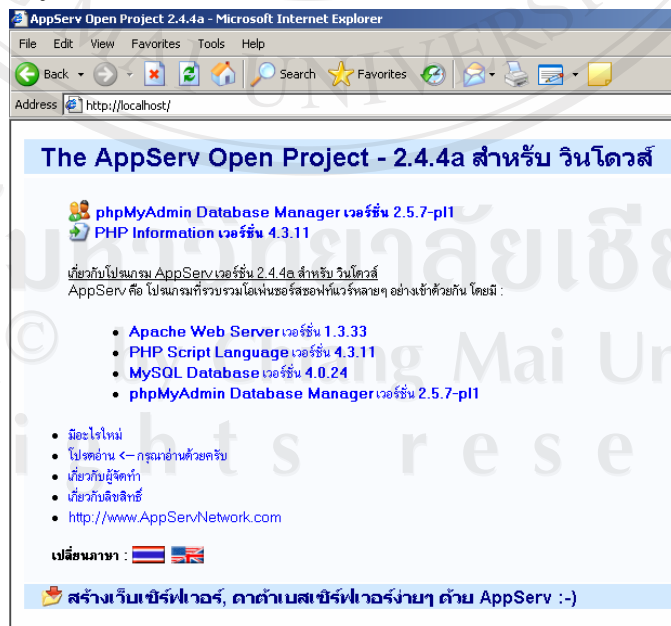 AppServ Open Project 2.4.4a - Microsoft Internet Explorer
File Edit View Favorites Tools Help
Back Search Favorites
Address http://localhost/
The AppServ Open Project - 2.4.4a สำหรับ วินโดวส์
phpMyAdmin Database Manager เวอร์ชั่น 2.5.7-pl1
PHP Information เวอร์ชั่น 4.3.11
เกี่ยวกับโปรแกรม AppServ เวอร์ชั่น 2.4.4a สำหรับ วินโดวส์
AppServ คือ โปรแกรมที่รวบรวมโอเพ่นซอร์สซอฟท์แวร์หลายๆ อย่างเข้าด้วยกัน โดยมี :
Apache Web Server เวอร์ชั่น 1.3.33
PHP Script Language เวอร์ชั่น 4.3.11
MySQL Database เวอร์ชั่น 4.0.24
phpMyAdmin Database Manager เวอร์ชั่น 2.5.7-pl1
มีอะไรใหม่
โปรดอ่าน <-- กรุณาอ่านด้วยครับ
เกี่ยวกับผู้จัดทำ
เกี่ยวกับลิขสิทธิ์
http://www.AppServNetwork.com
เปลี่ยนภาษา :
สร้างเว็บเซิร์ฟเวอร์, ดาต้าเบสเซิร์ฟเวอร์ง่ายๆ ด้วย AppServ :-)